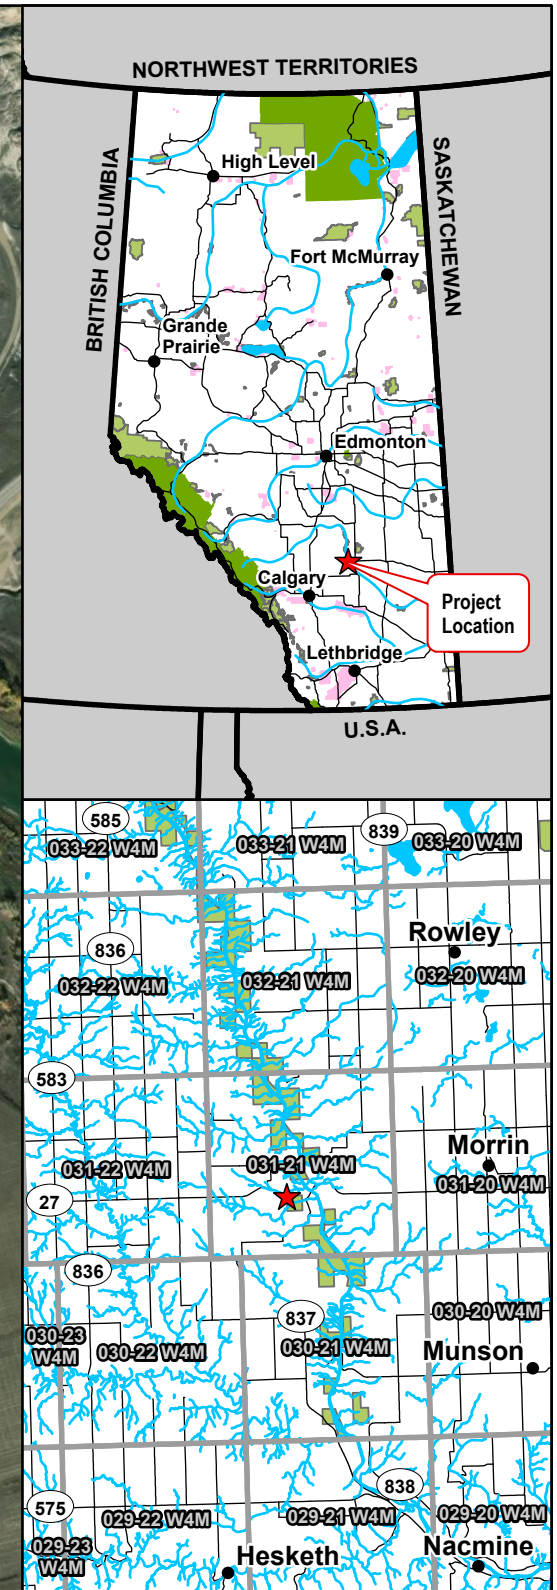 NORTHWEST TERRITORIES
BRITISH COLUMBIA
SASKATCHEWAN
High Level
Fort McMurray
Grande
Prairie
Edmonton
Calgary
Project
Location
Lethbridge
U.S.A.
585
839
033-22 W4M
033-21 W4M
033-20 W4M
836
Rowley
032-22 W4M
032-21 W4M
032-20 W4M
583
Morrin
031-22 W4M
031-21 W4M
031-20 W4M
27
836
837
030-20 W4M
030-23
W4M
030-22 W4M
030-21 W4M
Munson
838
575
029-22 W4M
029-21 W4M
029-20 W4M
029-23
W4M
Hesketh
Nacmine